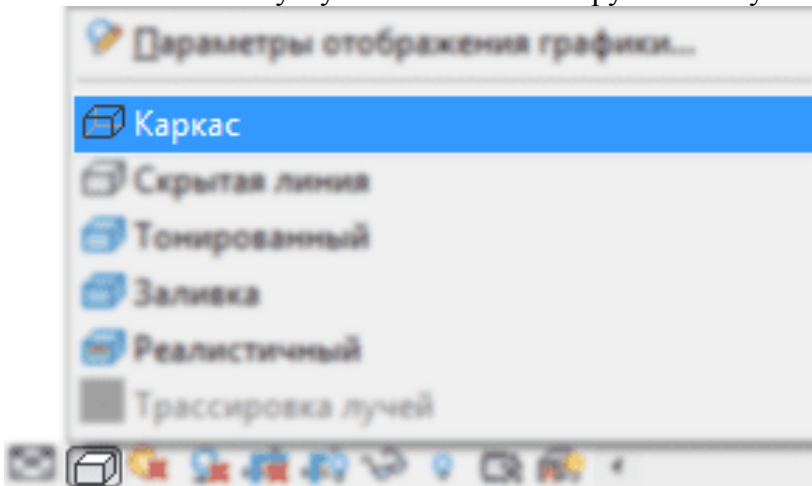 Параметры отображения графики...
Каркас
Скрытая линия
Тонированный
Заливка
Реалистичный
Трассировка лучей